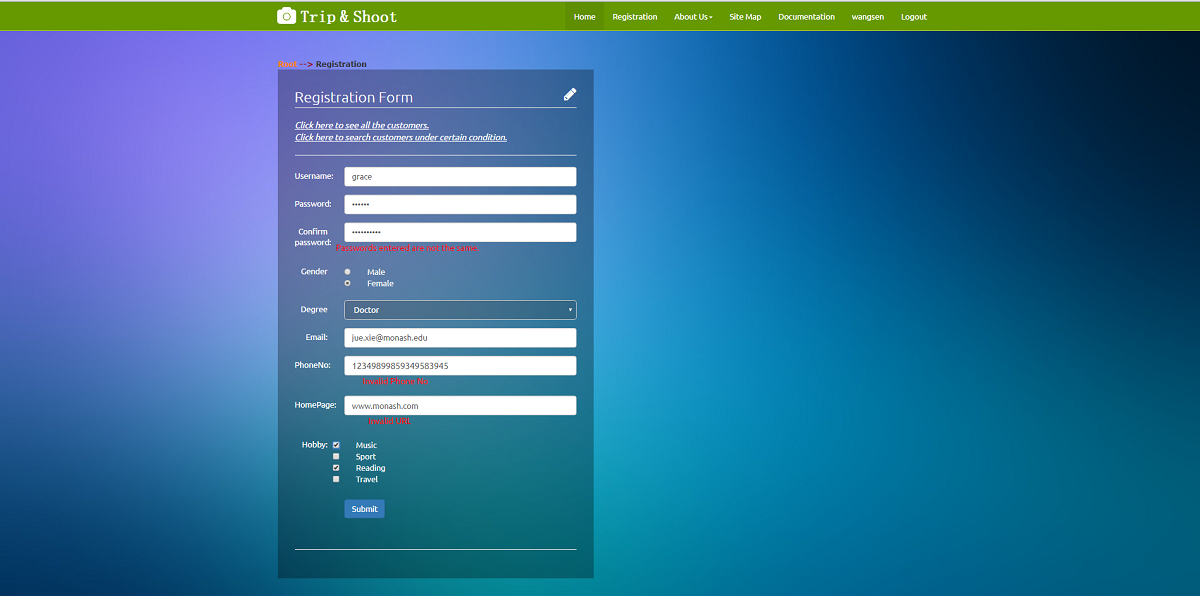 Trip & Shoot
Home Registration About Us Site Map Documentation wangsen Logout
--> Registration
Registration Form
Click here to see all the customers.
Click here to search customers under certain condition.
Username: grace
Password: ••••••
Confirm password: ••••••••••
Passwords entered are not the same.
Gender Male
Female
Degree Doctor
Email: jue.xie@monash.edu
PhoneNo: 12349899859349583945
Invalid Phone No
HomePage: www.monash.com
Invalid URL
Hobby: Music
Sport
Reading
Travel
Submit